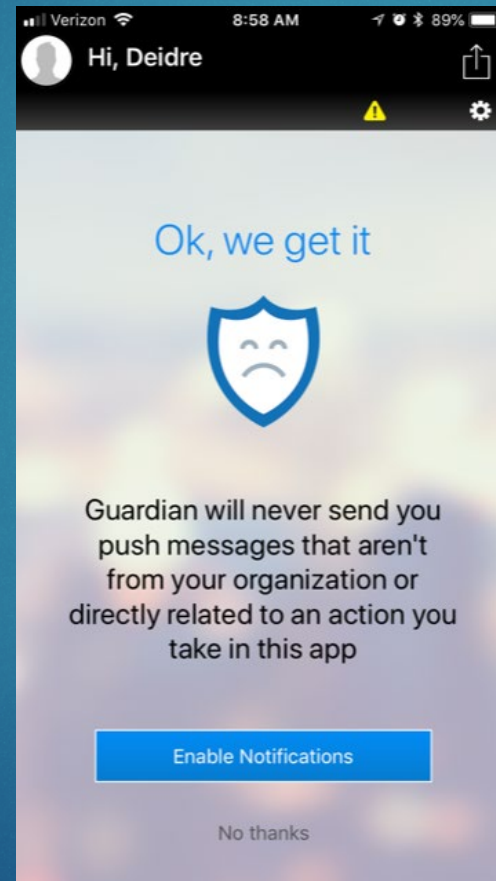 Verizon 8:58 AM 89%
Hi, Deidre
Ok, we get it
Guardian will never send you
push messages that aren't
from your organization or
directly related to an action you
take in this app
Enable Notifications
No thanks